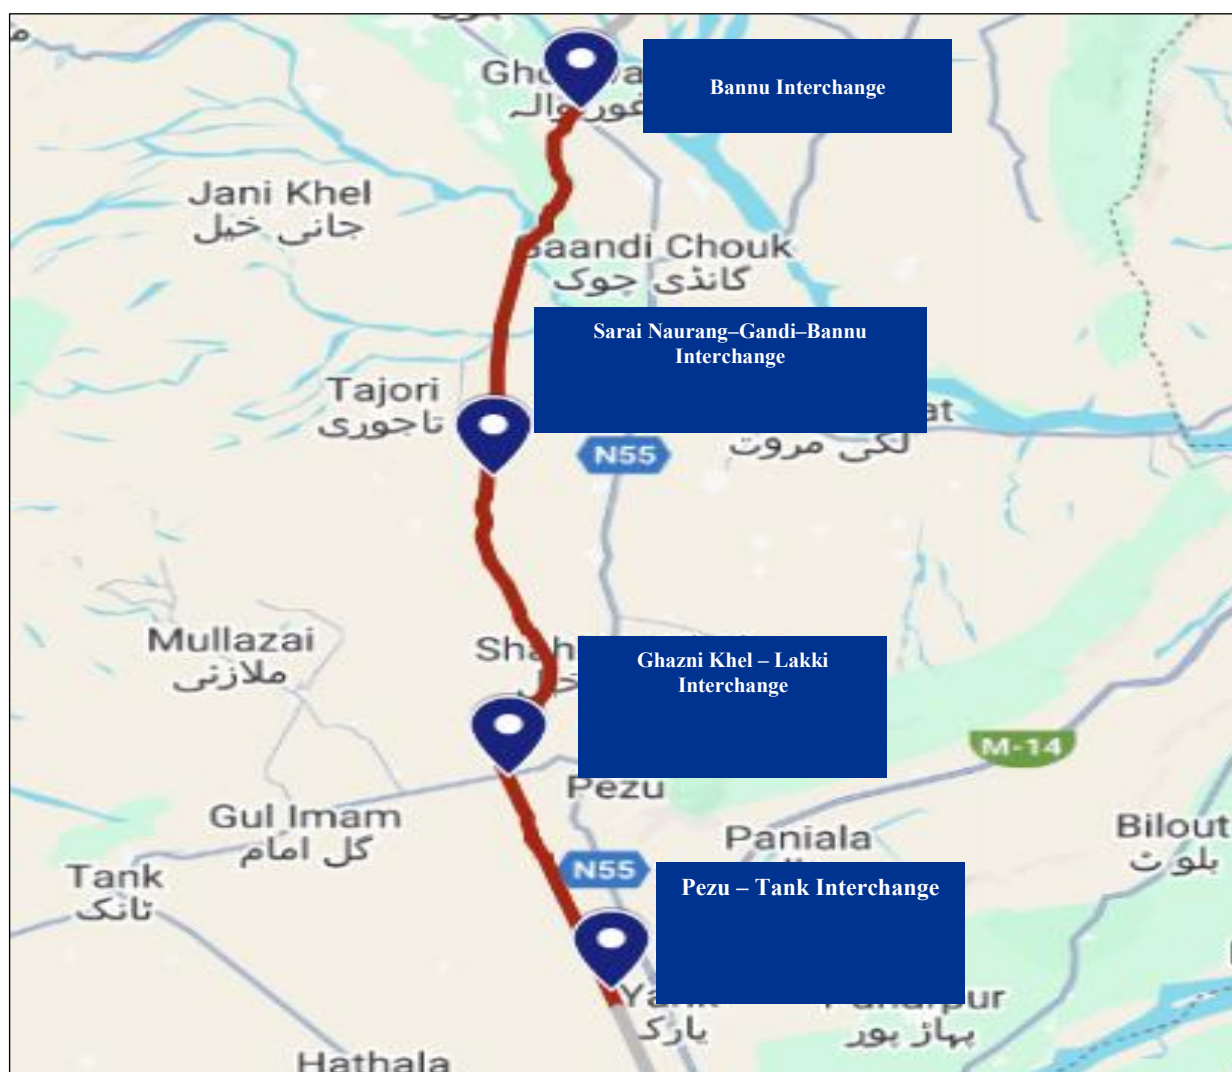 Bannu Interchange
Jani Khel
جانی خیل
Gaandi Chouk
گانڈی چوک
Sarai Naurang–Gandi–Bannu
Interchange
Tajori
تاجوری
N55
لکی مروت
Mullazai
ملازئی
Ghazni Khel – Lakki
Interchange
M-14
Pezu
Gul Imam
گل امام
Paniala
Bilout
بلو ٹ
N55
Tank
ٹانک
Pezu – Tank Interchange
یارک
پہاڑ پور
Hathala